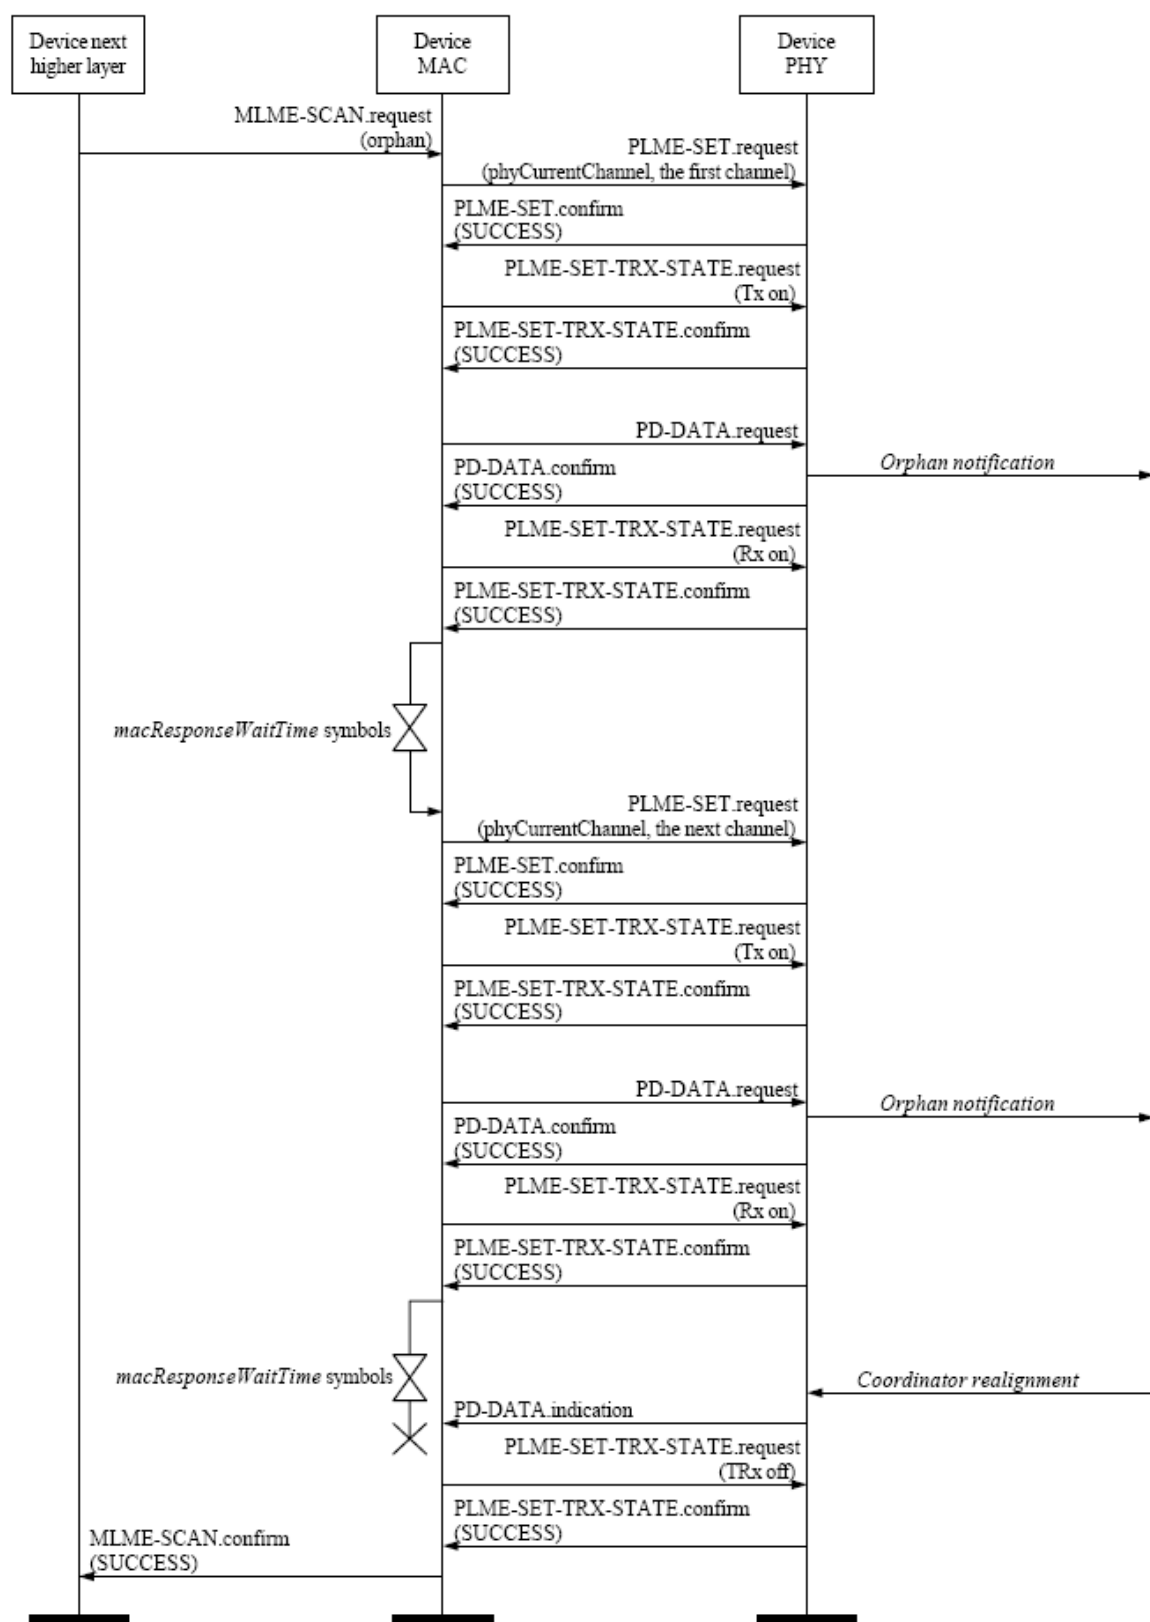 Device next
higher layer
Device
MAC
Device
PHY
MLME-SCAN.request
(orphan)
PLME-SET.request
(phyCurrentChannel, the first channel)
PLME-SET.confirm
(SUCCESS)
PLME-SET-TRX-STATE.request
(Tx on)
PLME-SET-TRX-STATE.confirm
(SUCCESS)
PD-DATA.request
Orphan notification
PD-DATA.confirm
(SUCCESS)
PLME-SET-TRX-STATE.request
(Rx on)
PLME-SET-TRX-STATE.confirm
(SUCCESS)
macResponseWaitTime symbols
PLME-SET.request
(phyCurrentChannel, the next channel)
PLME-SET.confirm
(SUCCESS)
PLME-SET-TRX-STATE.request
(Tx on)
PLME-SET-TRX-STATE.confirm
(SUCCESS)
PD-DATA.request
Orphan notification
PD-DATA.confirm
(SUCCESS)
PLME-SET-TRX-STATE.request
(Rx on)
PLME-SET-TRX-STATE.confirm
(SUCCESS)
macResponseWaitTime symbols
Coordinator realignment
PD-DATA.indication
PLME-SET-TRX-STATE.request
(TRx off)
PLME-SET-TRX-STATE.confirm
(SUCCESS)
MLME-SCAN.confirm
(SUCCESS)